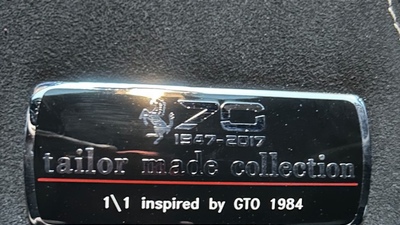 70
1947-2017
tailor made collection
1\1 inspired by GTO 1984